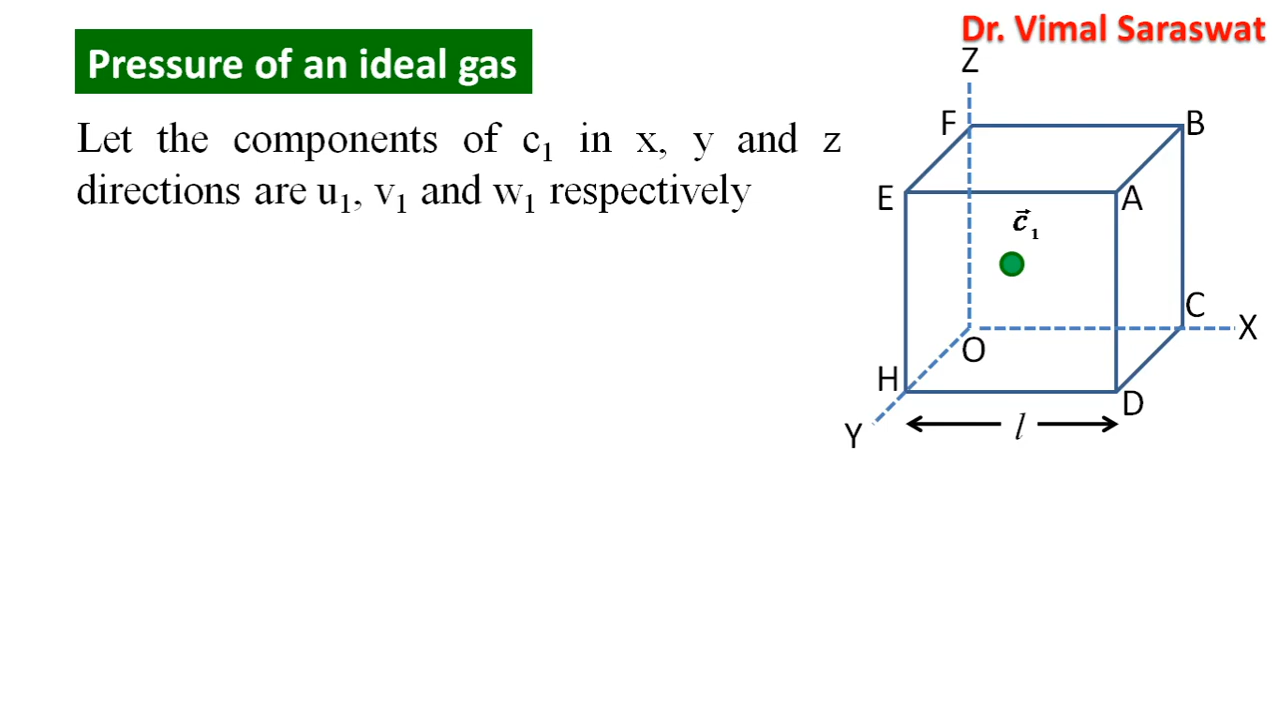 Dr. Vimal Saraswat
Pressure of an ideal gas
Let the components of c₁ in x, y and z
directions are u₁, v₁ and w₁ respectively
Z
F
B
E
A
c⃗₁
C
X
O
H
D
Y
l